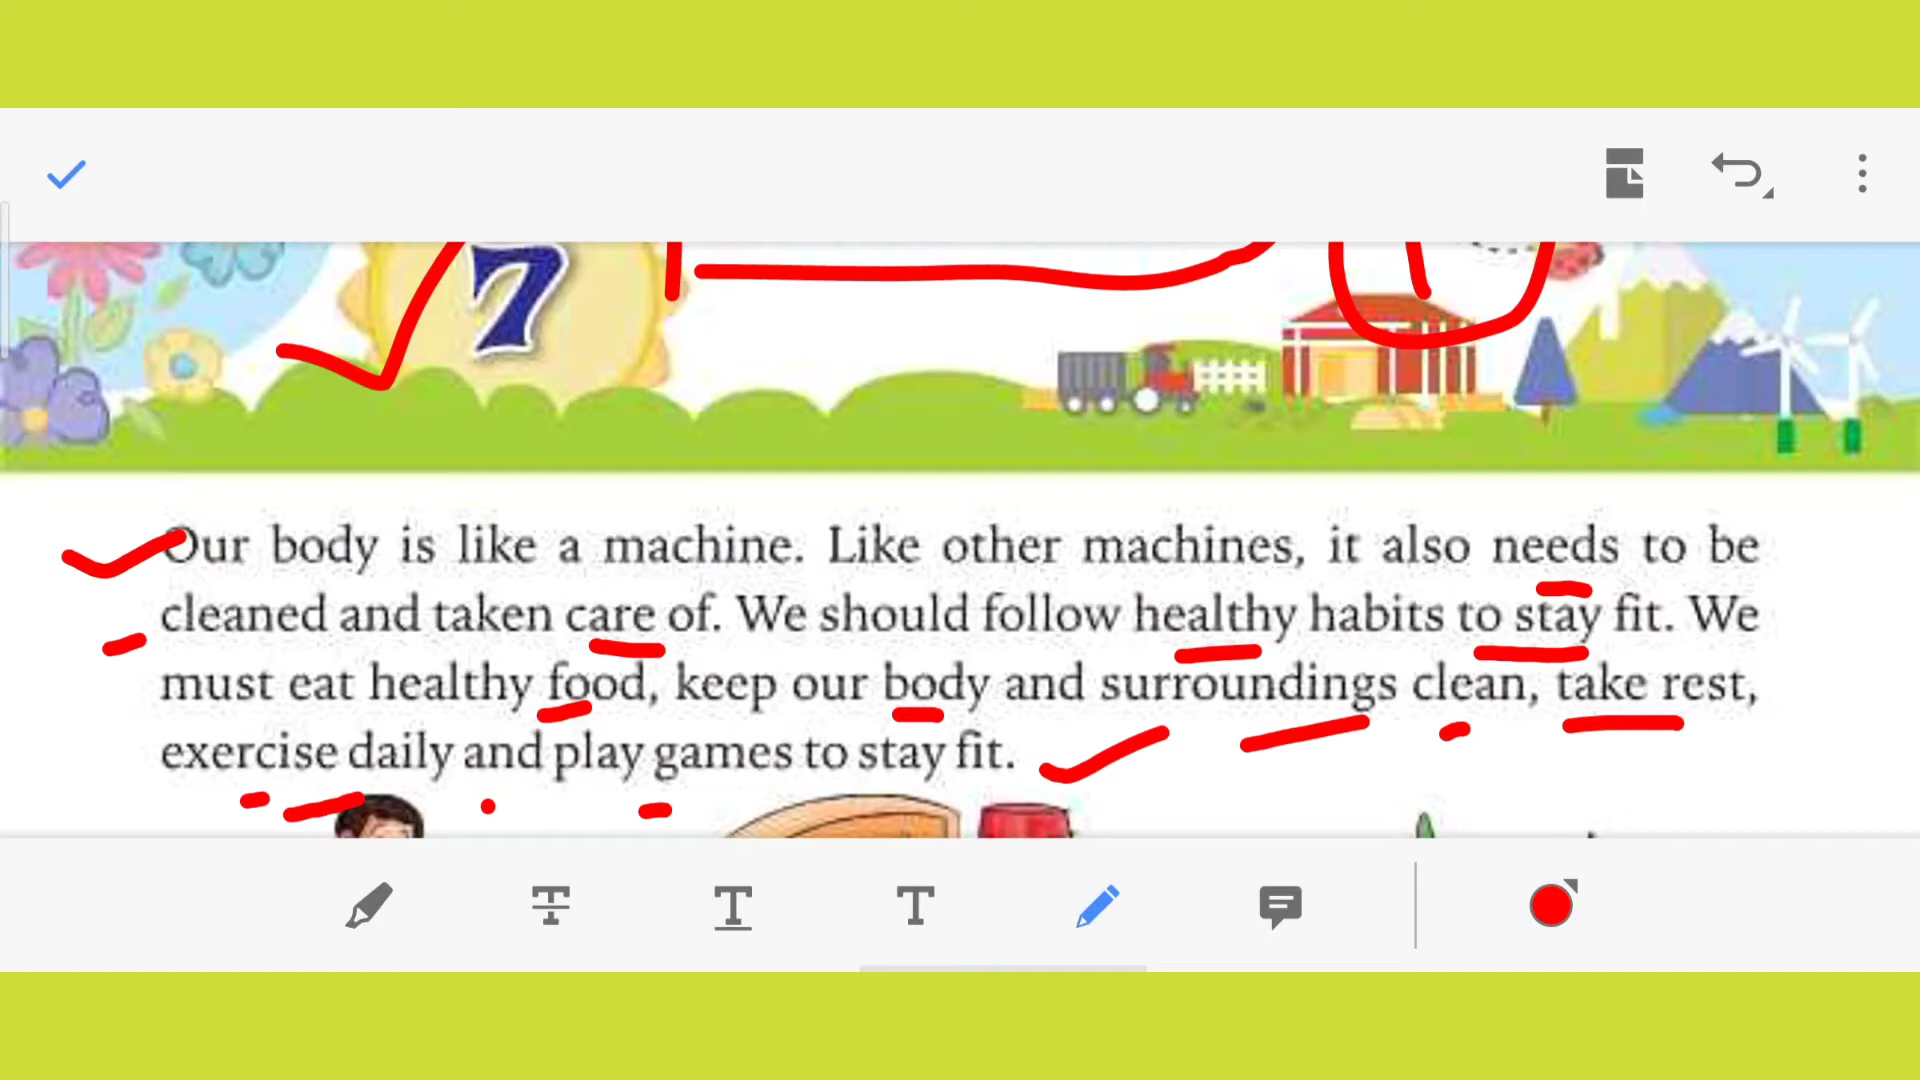 7
Our body is like a machine. Like other machines, it also needs to be
cleaned and taken care of. We should follow healthy habits to stay fit. We
must eat healthy food, keep our body and surroundings clean, take rest,
exercise daily and play games to stay fit.